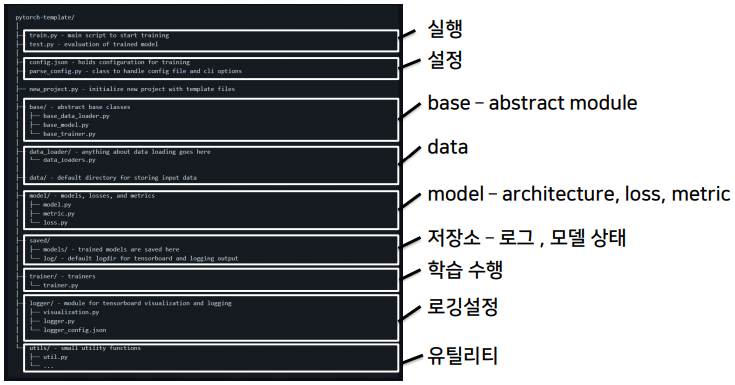 pytorch-template/
train.py - main script to start training
test.py - evaluation of trained model
config.json - holds configuration for training
parse_config.py - class to handle config file and cli options
new_project.py - initialize new project with template files
base/ - abstract base classes
base_data_loader.py
base_model.py
base_trainer.py
data_loader/ - anything about data loading goes here
data_loaders.py
data/ - default directory for storing input data
model/ - models, losses, and metrics
model.py
metric.py
loss.py
saved/
models/ - trained models are saved here
log/ - default logdir for tensorboard and logging output
trainer/ - trainers
trainer.py
logger/ - module for tensorboard visualization and logging
visualization.py
logger.py
logger_config.json
utils/ - small utility functions
util.py
...
실행
설정
base – abstract module
data
model – architecture, loss, metric
저장소 – 로그 , 모델 상태
학습 수행
로깅설정
유틸리티